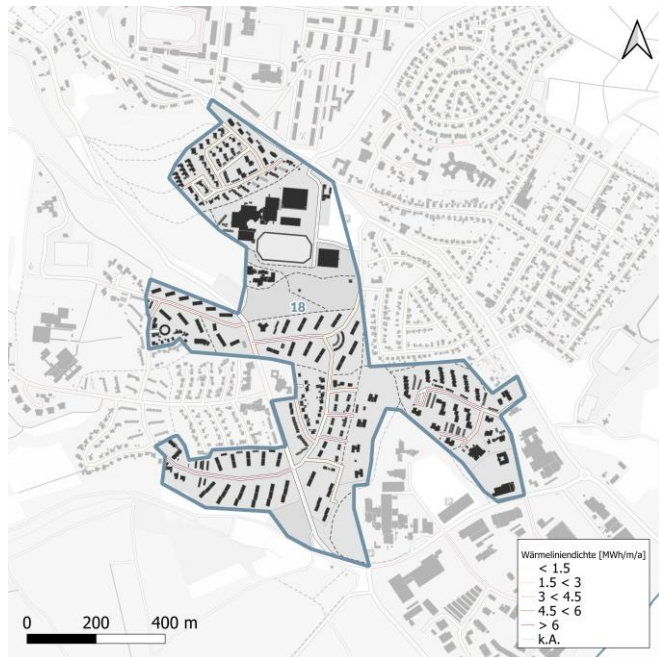 18
Wärmeliniendichte [MWh/m/a]
< 1.5
1.5 < 3
3 < 4.5
4.5 < 6
> 6
k.A.
0 200 400 m